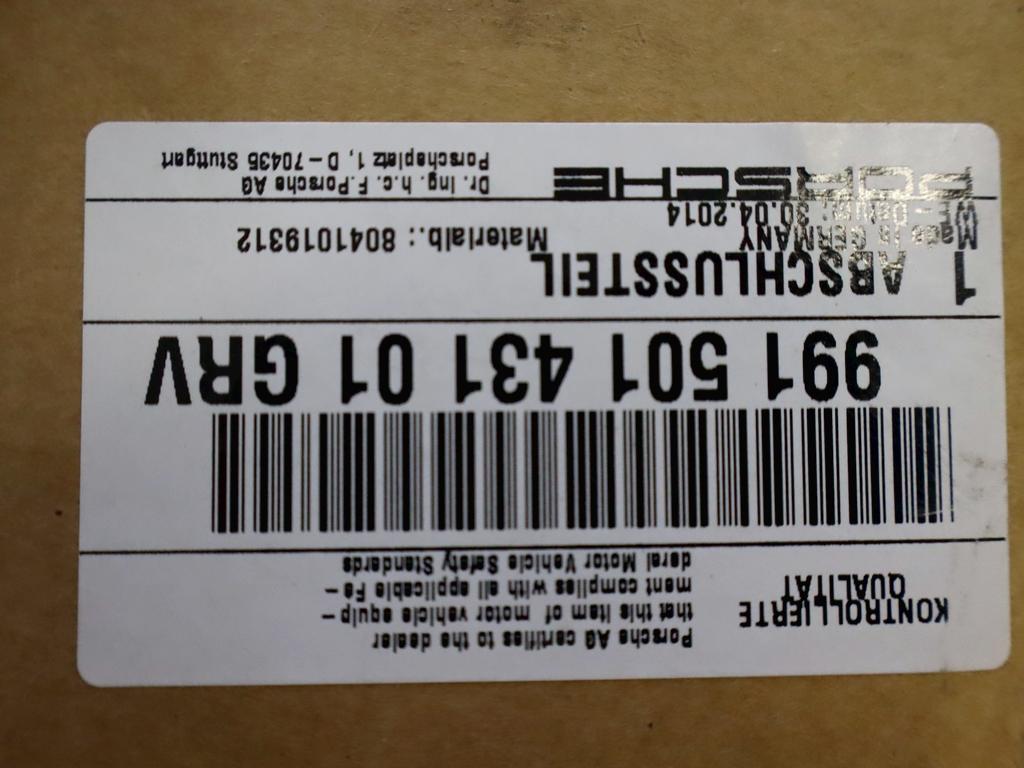 KONTROLLIERTE
QUALITÄT
Porsche AG certifies to the dealer
that this item of motor vehicle equip-
ment complies with all applicable Fe-
deral Motor Vehicle Safety Standards
991 501 431 01 GRV
1 ABSCHLUSSTEIL
Made in GERMANY
Materialb.: 8041019312
WE-Datum: 30.04.2014
PORSCHE
Dr. Ing. h.c. F.Porsche AG
Porscheplatz 1, D-70435 Stuttgart